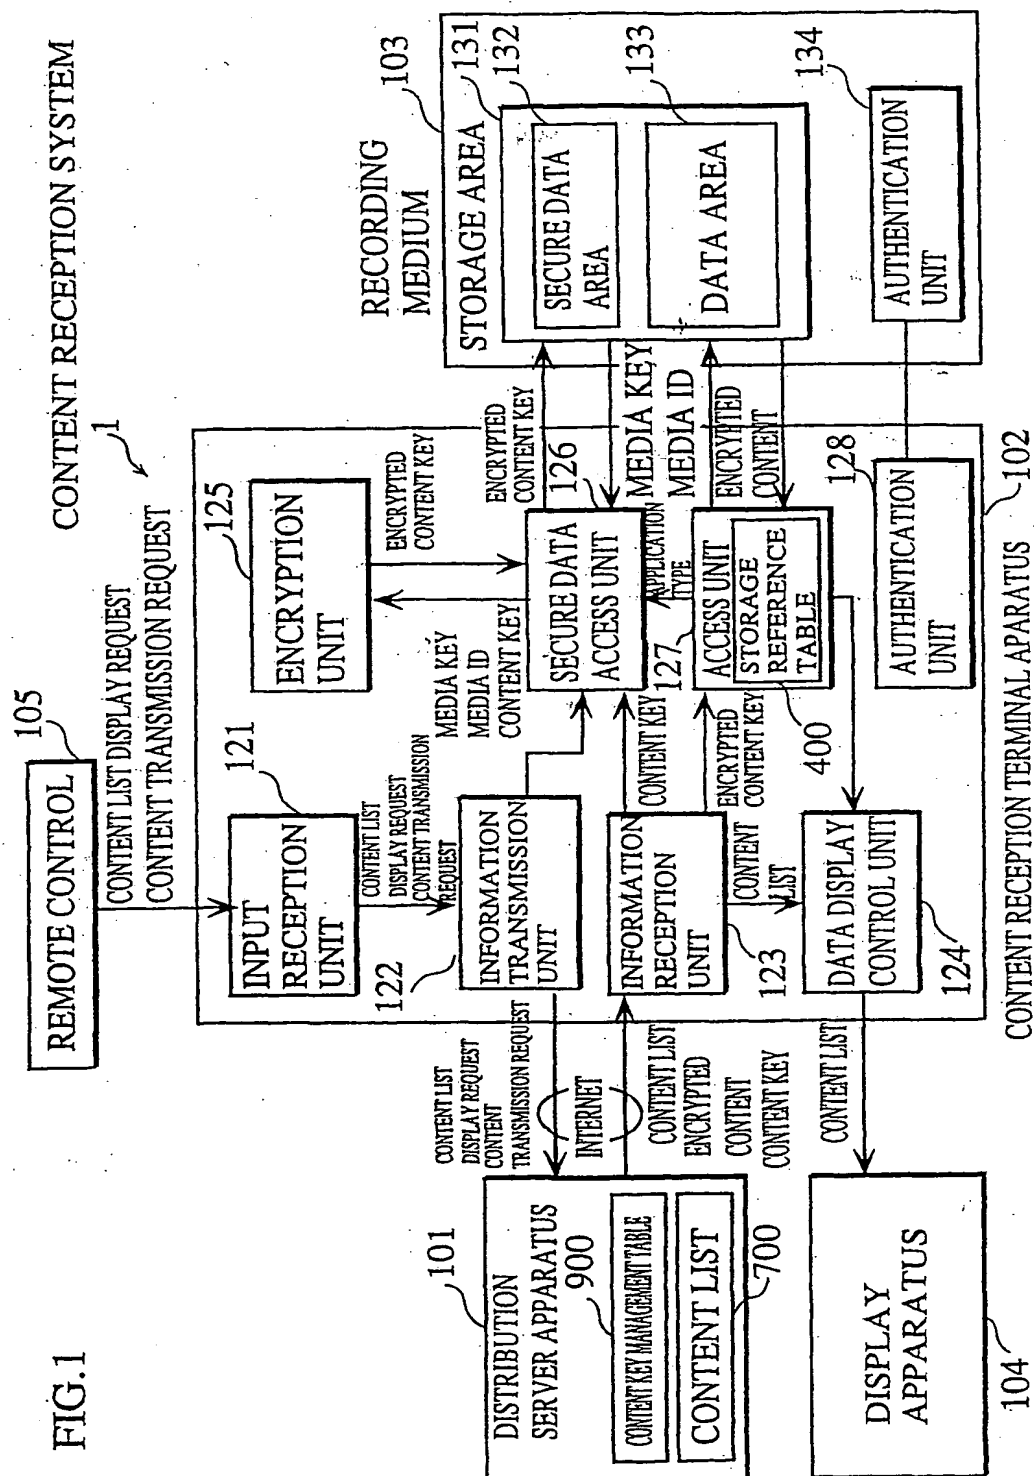 FIG.1
CONTENT RECEPTION SYSTEM
1
REMOTE CONTROL
105
CONTENT LIST DISPLAY REQUEST
CONTENT TRANSMISSION REQUEST
INPUT
RECEPTION
UNIT
121
ENCRYPTION
UNIT
125
CONTENT LIST
DISPLAY REQUEST
CONTENT TRANSMISSION
REQUEST
MEDIA KEY
MEDIA ID
CONTENT KEY
ENCRYPTED
CONTENT KEY
RECORDING
MEDIUM
103
STORAGE AREA
131
132
SECURE DATA
AREA
133
DATA AREA
134
AUTHENTICATION
UNIT
ENCRYPTED
CONTENT KEY
MEDIA KEY
MEDIA ID
ENCRYPTED
CONTENT
122
INFORMATION
TRANSMISSION
UNIT
SECURE DATA
ACCESS UNIT
126
CONTENT KEY
APPLICATION
TYPE
INFORMATION
RECEPTION
UNIT
123
ENCRYPTED
CONTENT KEY
127
ACCESS UNIT
STORAGE
REFERENCE
TABLE
400
CONTENT
LIST
DATA DISPLAY
CONTROL UNIT
124
AUTHENTICATION
UNIT
128
CONTENT RECEPTION TERMINAL APPARATUS
102
CONTENT LIST
DISPLAY REQUEST
CONTENT
TRANSMISSION REQUEST
INTERNET
CONTENT LIST
ENCRYPTED
CONTENT
CONTENT KEY
CONTENT LIST
101
DISTRIBUTION
SERVER APPARATUS
900
CONTENT KEY MANAGEMENT TABLE
CONTENT LIST
700
DISPLAY
APPARATUS
104